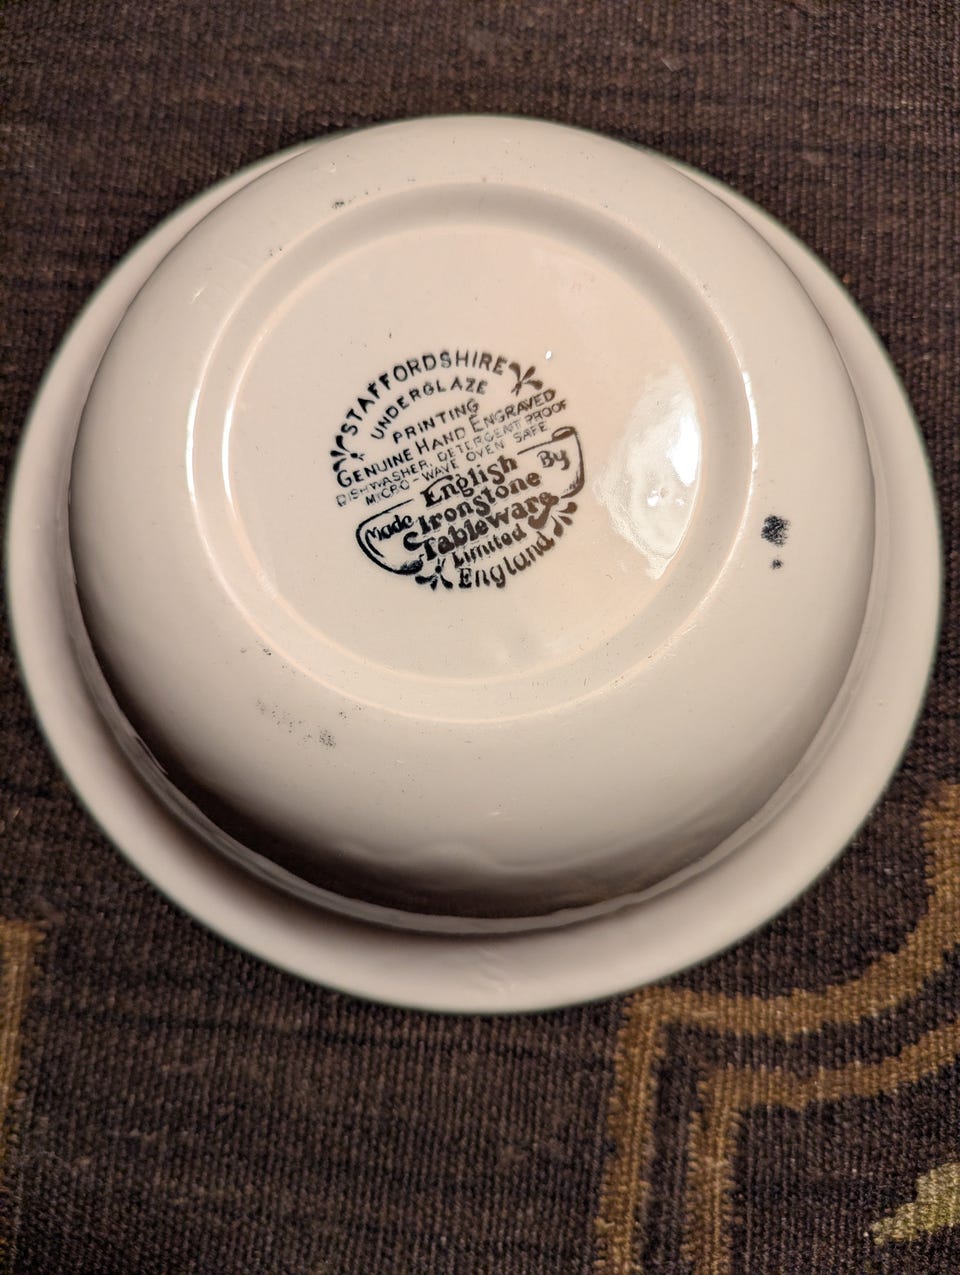 STAFFORDSHIRE
UNDERGLAZE
PRINTING
GENUINE HAND ENGRAVED
DISHWASHER, DETERGENT PROOF
MICRO-WAVE OVEN SAFE
Made English By
Ironstone
Tableware
Limited
England